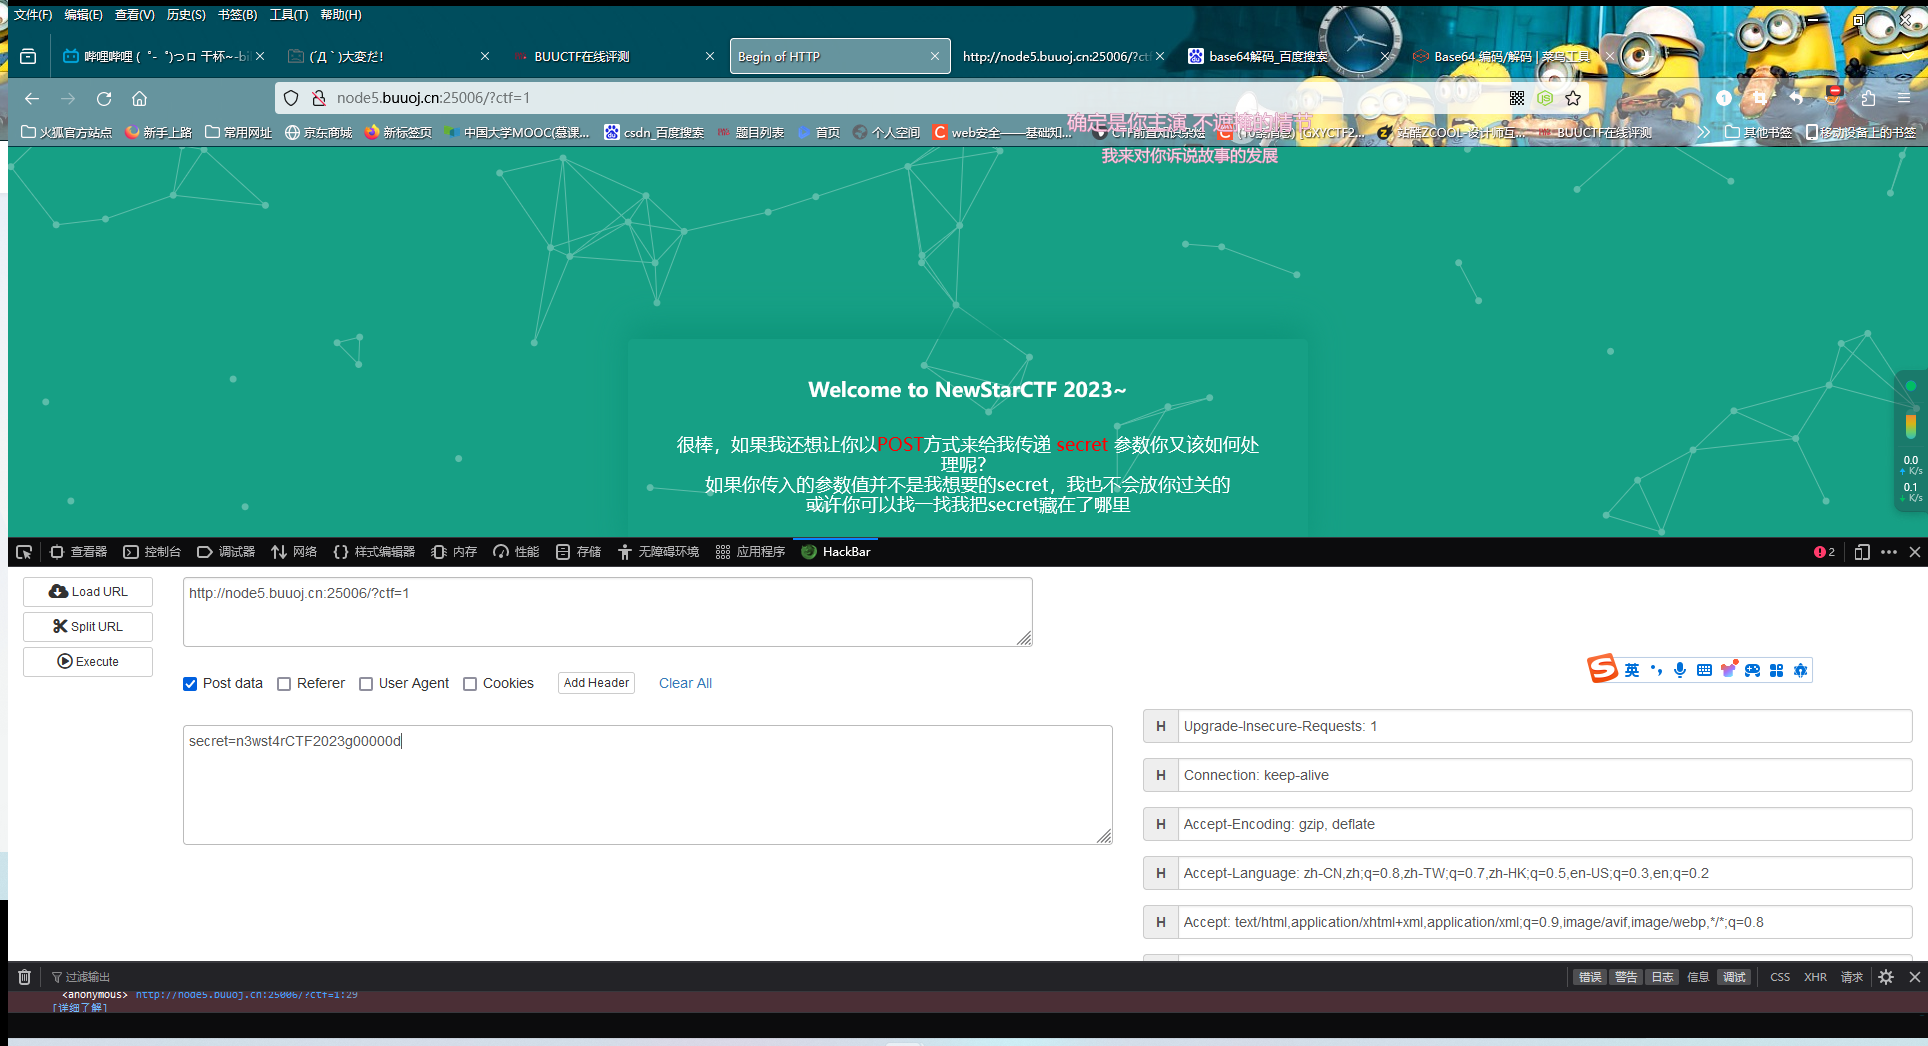 文件(F) 编辑(E) 查看(V) 历史(S) 书签(B) 工具(T) 帮助(H)
哔哩哔哩 (゜-゜)つロ 干杯~-bil
(´Д`)大变だ!
BUUCTF在线评测
Begin of HTTP
http://node5.buuoj.cn:25006/?ctf
base64解码_百度搜索
Base64 编码/解码 | 菜鸟工具
node5.buuoj.cn:25006/?ctf=1
确定是你主演 不遮掩的情节
火狐官方站点 新手上路 常用网址 京东商城 新标签页 中国大学MOOC(慕课... csdn_百度搜索 题目列表 首页 个人空间 web安全——基础知... CTF前置知识杂烩 [GXYCTF2... 站酷ZCOOL-设计师互... BUUCTF在线评测 其他书签 移动设备上的书签
我来对你诉说故事的发展
Welcome to NewStarCTF 2023~
很棒，如果我还想让你以POST方式来给我传递 secret 参数你又该如何处
理呢?
如果你传入的参数值并不是我想要的secret，我也不会放你过关的
或许你可以找一找我把secret藏在了哪里
0.0
K/s
0.1
K/s
查看器 控制台 调试器 网络 样式编辑器 内存 性能 存储 无障碍环境 应用程序 HackBar 2
Load URL
Split URL
Execute
http://node5.buuoj.cn:25006/?ctf=1
Post data Referer User Agent Cookies Add Header Clear All
英
secret=n3wst4rCTF2023g00000d
H Upgrade-Insecure-Requests: 1
H Connection: keep-alive
H Accept-Encoding: gzip, deflate
H Accept-Language: zh-CN,zh;q=0.8,zh-TW;q=0.7,zh-HK;q=0.5,en-US;q=0.3,en;q=0.2
H Accept: text/html,application/xhtml+xml,application/xml;q=0.9,image/avif,image/webp,*/*;q=0.8
过滤输出
错误 警告 日志 信息 调试 CSS XHR 请求
<anonymous> http://node5.buuoj.cn:25006/?ctf=1:29
[详细了解]